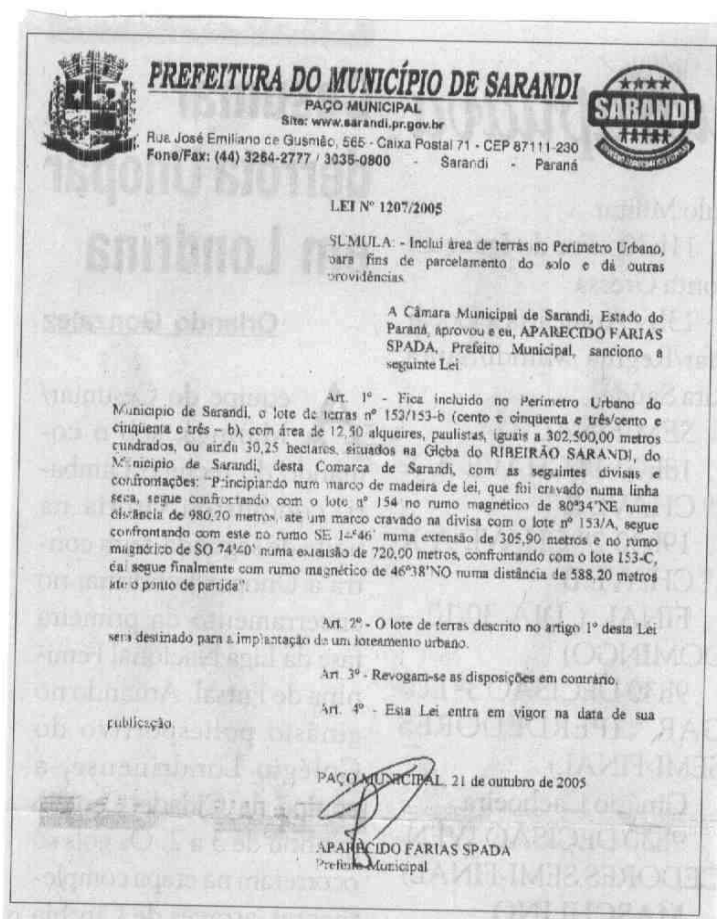 PREFEITURA DO MUNICÍPIO DE SARANDI
PAÇO MUNICIPAL
Site: www.sarandi.pr.gov.br
Rua José Emiliano de Gusmão, 565 - Caixa Postal 71 - CEP 87111-230
Fone/Fax: (44) 3264-2777 / 3035-0800 - Sarandi - Paraná
SARANDI
LEI Nº 1207/2005
SÚMULA: - Inclui área de terras no Perímetro Urbano,
para fins de parcelamento do solo e dá outras
providências.
A Câmara Municipal de Sarandi, Estado do
Paraná, aprovou e eu, APARECIDO FARIAS
SPADA, Prefeito Municipal, sanciono a
seguinte Lei
Art. 1º - Fica incluído no Perímetro Urbano do
Município de Sarandi, o lote de terras nº 153/153-b (cento e cinquenta e três/cento e
cinquenta e três – b), com área de 12,50 alqueires, paulistas, iguais a 302.500,00 metros
quadrados, ou ainda 30,25 hectares, situados na Gleba do RIBEIRÃO SARANDI, do
Município de Sarandi, desta Comarca de Sarandi, com as seguintes divisas e
confrontações: "Principiando num marco de madeira de lei, que foi cravado numa linha
seca, segue confrontando com o lote nº 154 no rumo magnético de 80º34'NE numa
distância de 980,20 metros, até um marco cravado na divisa com o lote nº 153/A, segue
confrontando com este no rumo SE 14º46' numa extensão de 305,90 metros e no rumo
magnético de SO 74º40' numa extensão de 720,00 metros, confrontando com o lote 153-C,
daí segue finalmente com rumo magnético de 46º38'NO numa distância de 588,20 metros
até o ponto de partida".
Art. 2º - O lote de terras descrito no artigo 1º desta Lei
será destinado para a implantação de um loteamento urbano.
Art. 3º - Revogam-se as disposições em contrário.
Art. 4º - Esta Lei entra em vigor na data de sua
publicação.
PAÇO MUNICIPAL, 21 de outubro de 2005
APARECIDO FARIAS SPADA
Prefeito Municipal